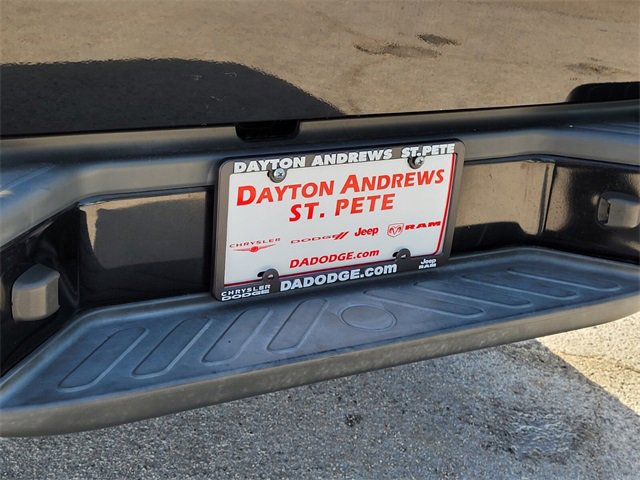 DAYTON ANDREWS ST. PETE
DAYTON ANDREWS
ST. PETE
CHRYSLER DODGE Jeep RAM
DADODGE.com
CHRYSLER DADODGE.com Jeep
DODGE RAM